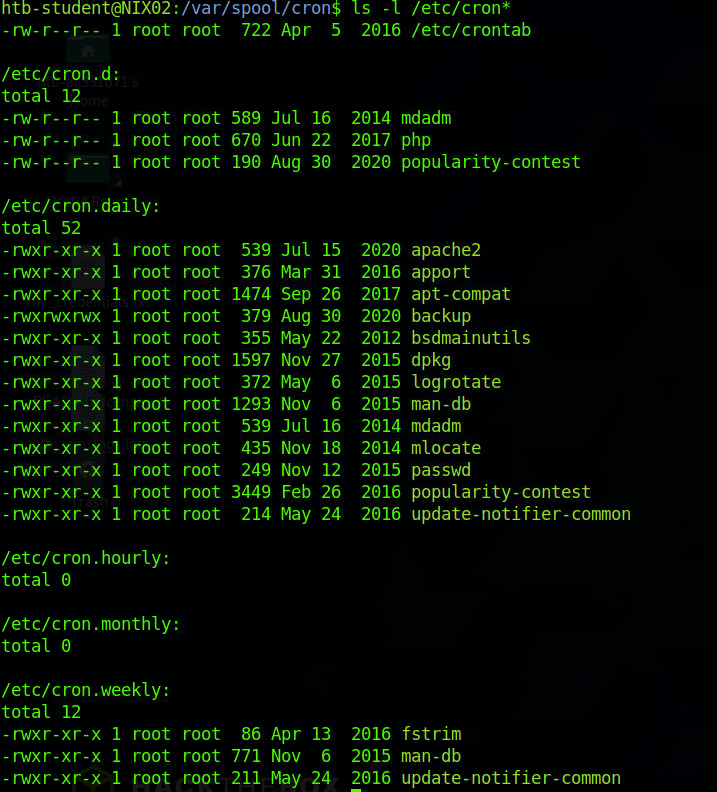 htb-student@NIX02:/var/spool/cron$ ls -l /etc/cron*
-rw-r--r-- 1 root root  722 Apr  5  2016 /etc/crontab

/etc/cron.d:
total 12
-rw-r--r-- 1 root root 589 Jul 16  2014 mdadm
-rw-r--r-- 1 root root 670 Jun 22  2017 php
-rw-r--r-- 1 root root 190 Aug 30  2020 popularity-contest

/etc/cron.daily:
total 52
-rwxr-xr-x 1 root root  539 Jul 15  2020 apache2
-rwxr-xr-x 1 root root  376 Mar 31  2016 apport
-rwxr-xr-x 1 root root 1474 Sep 26  2017 apt-compat
-rwxrwxrwx 1 root root  379 Aug 30  2020 backup
-rwxr-xr-x 1 root root  355 May 22  2012 bsdmainutils
-rwxr-xr-x 1 root root 1597 Nov 27  2015 dpkg
-rwxr-xr-x 1 root root  372 May  6  2015 logrotate
-rwxr-xr-x 1 root root 1293 Nov  6  2015 man-db
-rwxr-xr-x 1 root root  539 Jul 16  2014 mdadm
-rwxr-xr-x 1 root root  435 Nov 18  2014 mlocate
-rwxr-xr-x 1 root root  249 Nov 12  2015 passwd
-rwxr-xr-x 1 root root 3449 Feb 26  2016 popularity-contest
-rwxr-xr-x 1 root root  214 May 24  2016 update-notifier-common

/etc/cron.hourly:
total 0

/etc/cron.monthly:
total 0

/etc/cron.weekly:
total 12
-rwxr-xr-x 1 root root  86 Apr 13  2016 fstrim
-rwxr-xr-x 1 root root 771 Nov  6  2015 man-db
-rwxr-xr-x 1 root root 211 May 24  2016 update-notifier-common